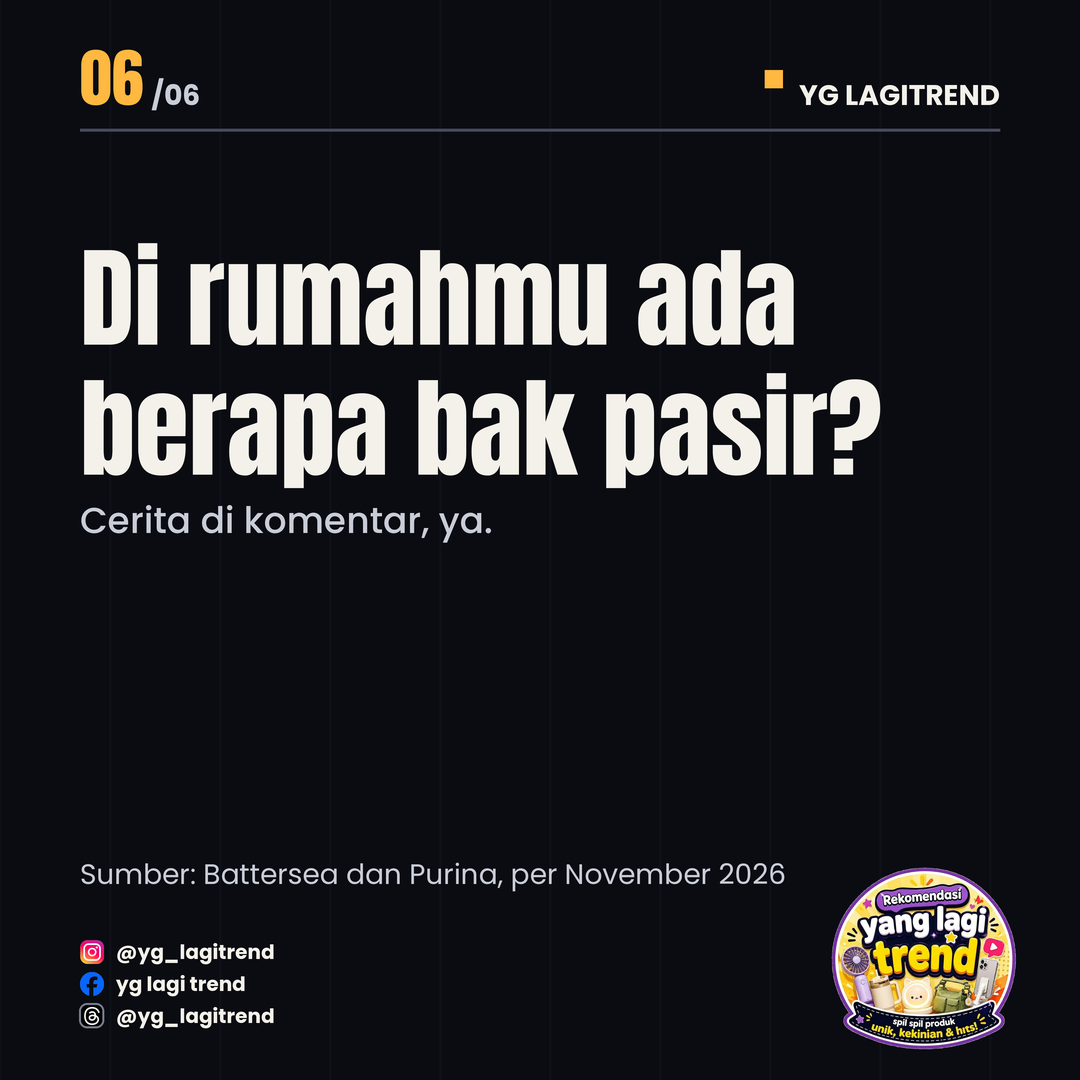 06 /06
YG LAGITREND
Di rumahmu ada
berapa bak pasir?
Cerita di komentar, ya.
Sumber: Battersea dan Purina, per November 2026
@yg_lagitrend
yg lagi trend
@yg_lagitrend
Rekomendasi
yang lagi
trend
spil spil produk
unik, kekinian & hits!